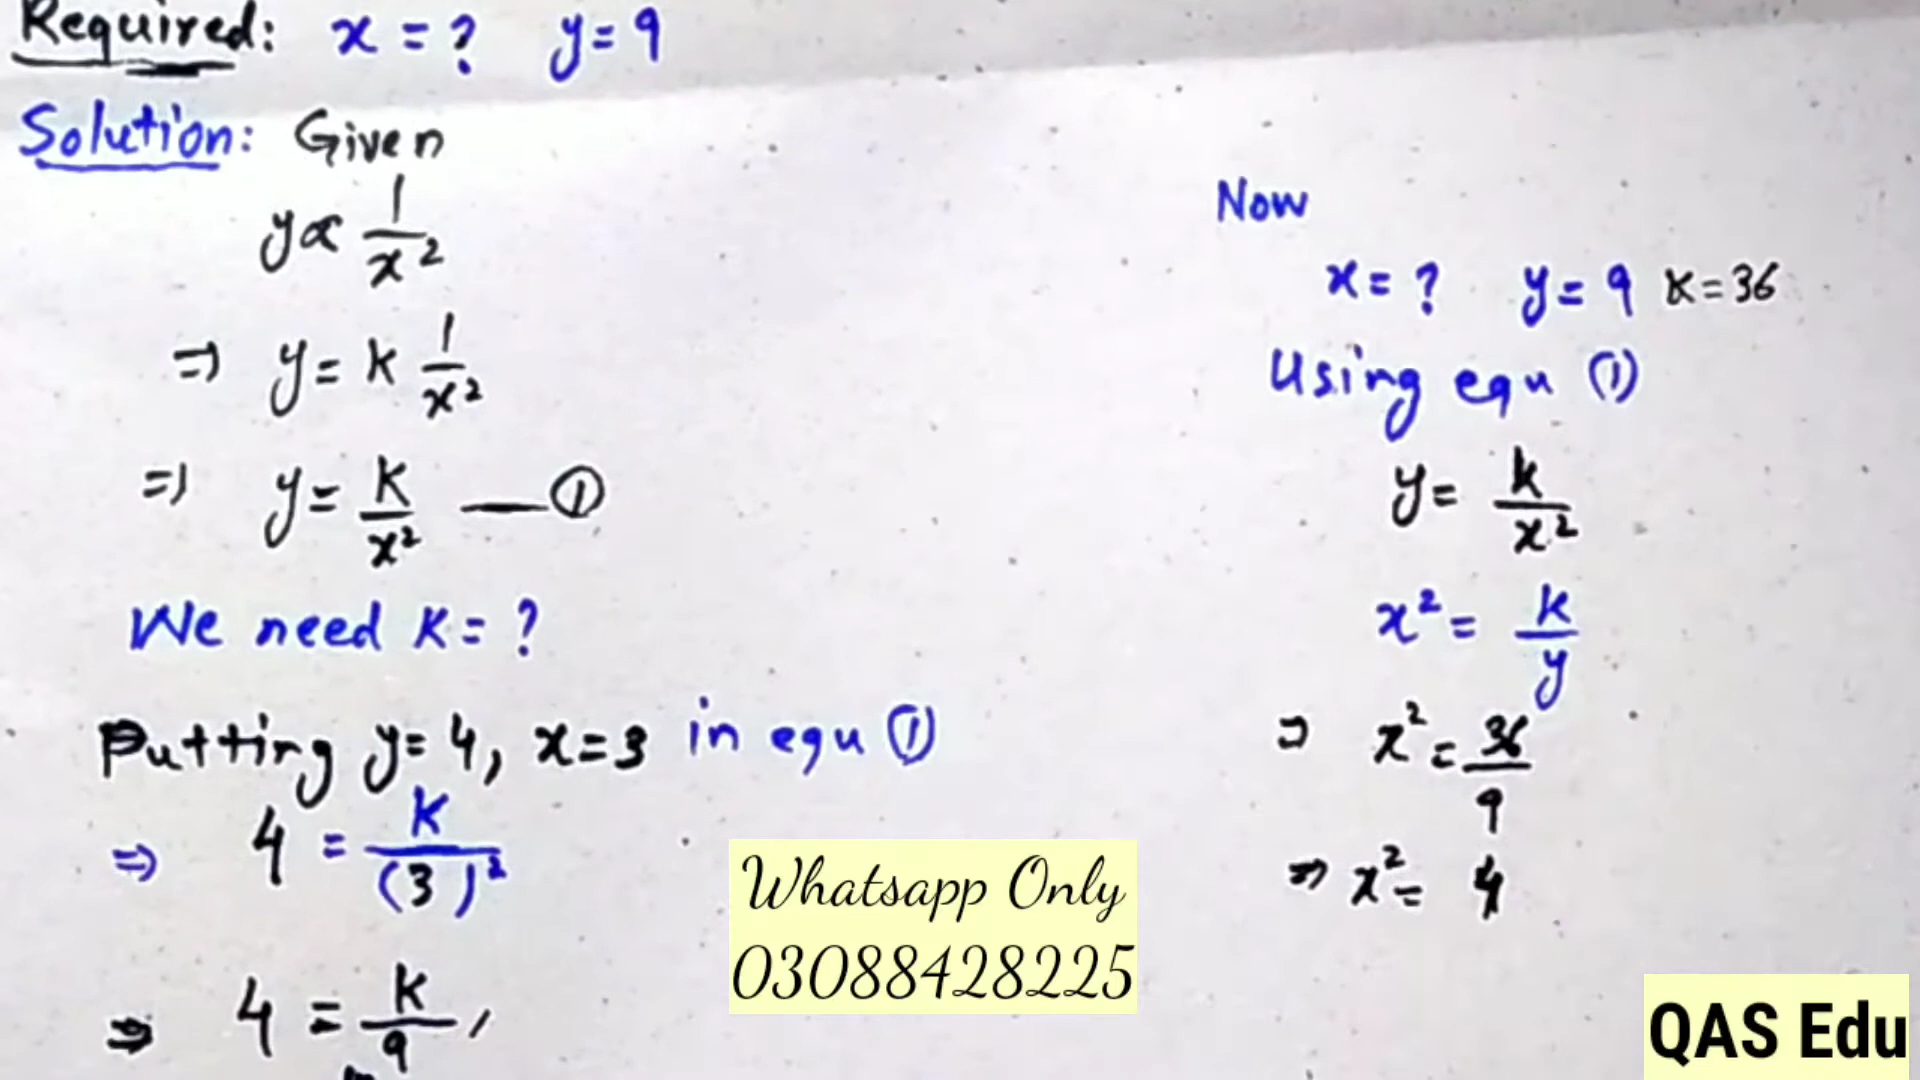 Required: x = ? y = 9
Solution: Given
y ∝ 1/x²
⇒ y = k 1/x²
⇒ y = k/x² —— ①
We need k = ?
Putting y = 4, x = 3 in equ ①
⇒ 4 = k/(3)²
⇒ 4 = k/9 ,
Now
x = ? y = 9 k = 36
Using equ ①
y = k/x²
x² = k/y
⇒ x² = 36/9
⇒ x² = 4
Whatsapp Only
03088428225
QAS Edu